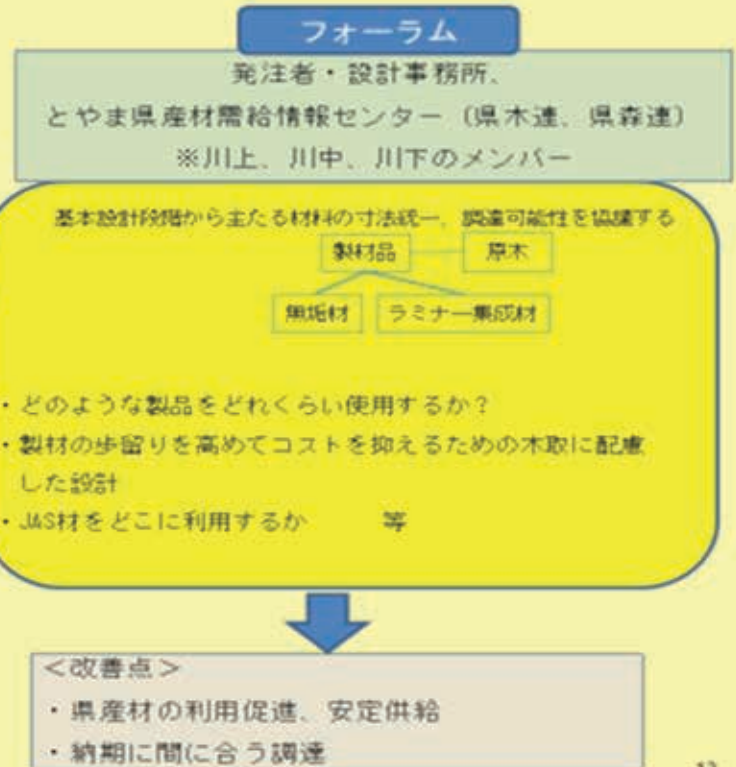 フォーラム
発注者・設計事務所、
とやま県産材需給情報センター（県木連、県森連）
※川上、川中、川下のメンバー
基本設計段階から主たる材料の寸法統一、調達可能性を協議する
製材品
原木
無垢材
ラミナー集成材
・どのような製品をどれくらい使用するか？
・製材の歩留りを高めてコストを抑えるための木取に配慮
した設計
・JAS材をどこに利用するか　　等
＜改善点＞
・県産材の利用促進、安定供給
・納期に間に合う調達